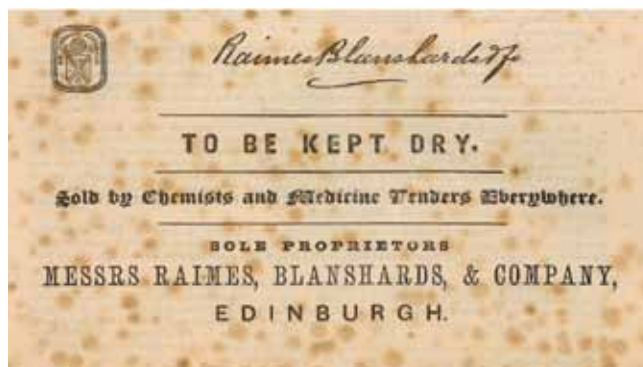 Raimes Blanshards & Co
TO BE KEPT DRY.
Sold by Chemists and Medicine Venders Everywhere.
SOLE PROPRIETORS
MESSRS RAIMES, BLANSHARDS, & COMPANY,
EDINBURGH.